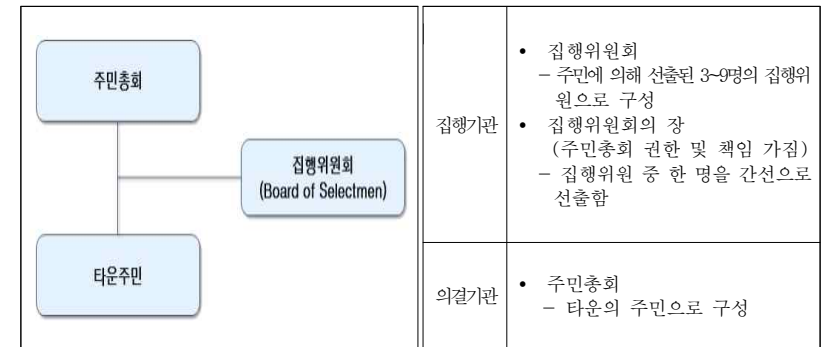 주민총회
집행위원회
(Board of Selectmen)
타운주민
집행기관
• 집행위원회
- 주민에 의해 선출된 3~9명의 집행위
원으로 구성
• 집행위원회의 장
(주민총회 권한 및 책임 가짐)
- 집행위원 중 한 명을 간선으로
선출함
의결기관
• 주민총회
- 타운의 주민으로 구성